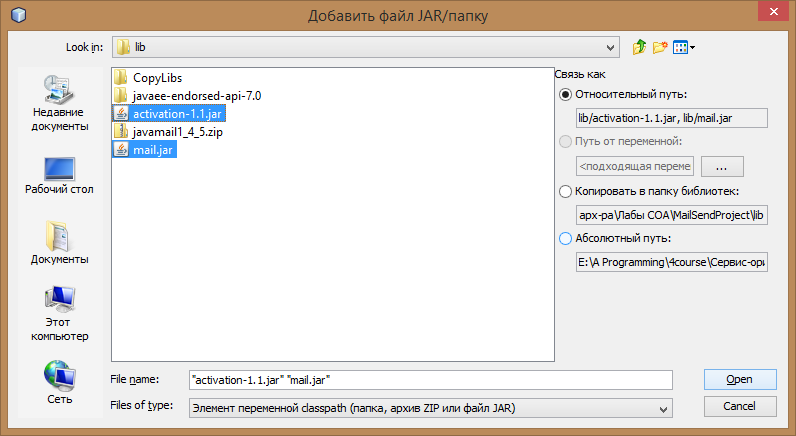 Добавить файл JAR/папку
Look in:
lib
Недавние
документы
Рабочий стол
Документы
Этот
компьютер
Сеть
CopyLibs
javaee-endorsed-api-7.0
activation-1.1.jar
javamail1_4_5.zip
mail.jar
Связь как
Относительный путь:
lib/activation-1.1.jar, lib/mail.jar
Путь от переменной:
<подходящая переме
...
Копировать в папку библиотек:
арх-ра\Лабы СОА\MailSendProject\lib
Абсолютный путь:
E:\A Programming\4course\Сервис-ори
File name:
"activation-1.1.jar" "mail.jar"
Open
Files of type:
Элемент переменной classpath (папка, архив ZIP или файл JAR)
Cancel